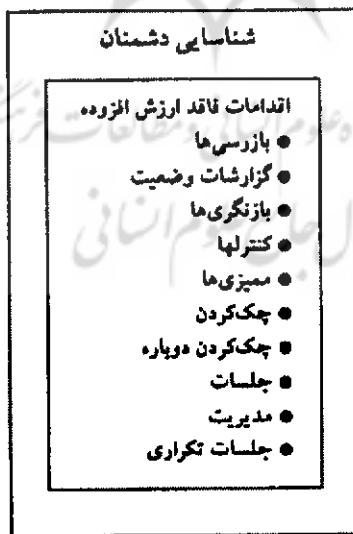 شناسایی دشمنان
اقدامات فاقد ارزش افزوده
● بازرسی‌ها
● گزارشات وضعیت
● بازنگری‌ها
● کنترلها
● ممیزی‌ها
● چک‌کردن
● چک‌کردن دوباره
● جلسات
● مدیریت
● جلسات تکراری